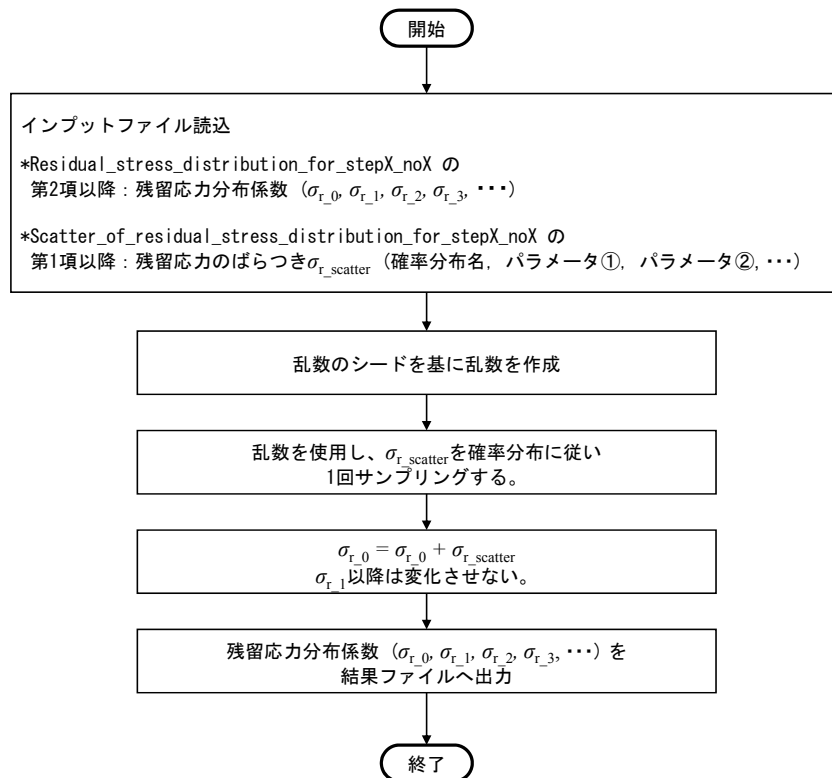 開始
インプットファイル読込
*Residual_stress_distribution_for_stepX_noX の
第2項以降：残留応力分布係数（σr_0, σr_1, σr_2, σr_3, ・・・）
*Scatter_of_residual_stress_distribution_for_stepX_noX の
第1項以降：残留応力のばらつきσr_scatter（確率分布名, パラメータ①, パラメータ②, ・・・）
乱数のシードを基に乱数を作成
乱数を使用し、σr_scatterを確率分布に従い
1回サンプリングする。
σr_0 = σr_0 + σr_scatter
σr_1以降は変化させない。
残留応力分布係数（σr_0, σr_1, σr_2, σr_3, ・・・）を
結果ファイルへ出力
終了